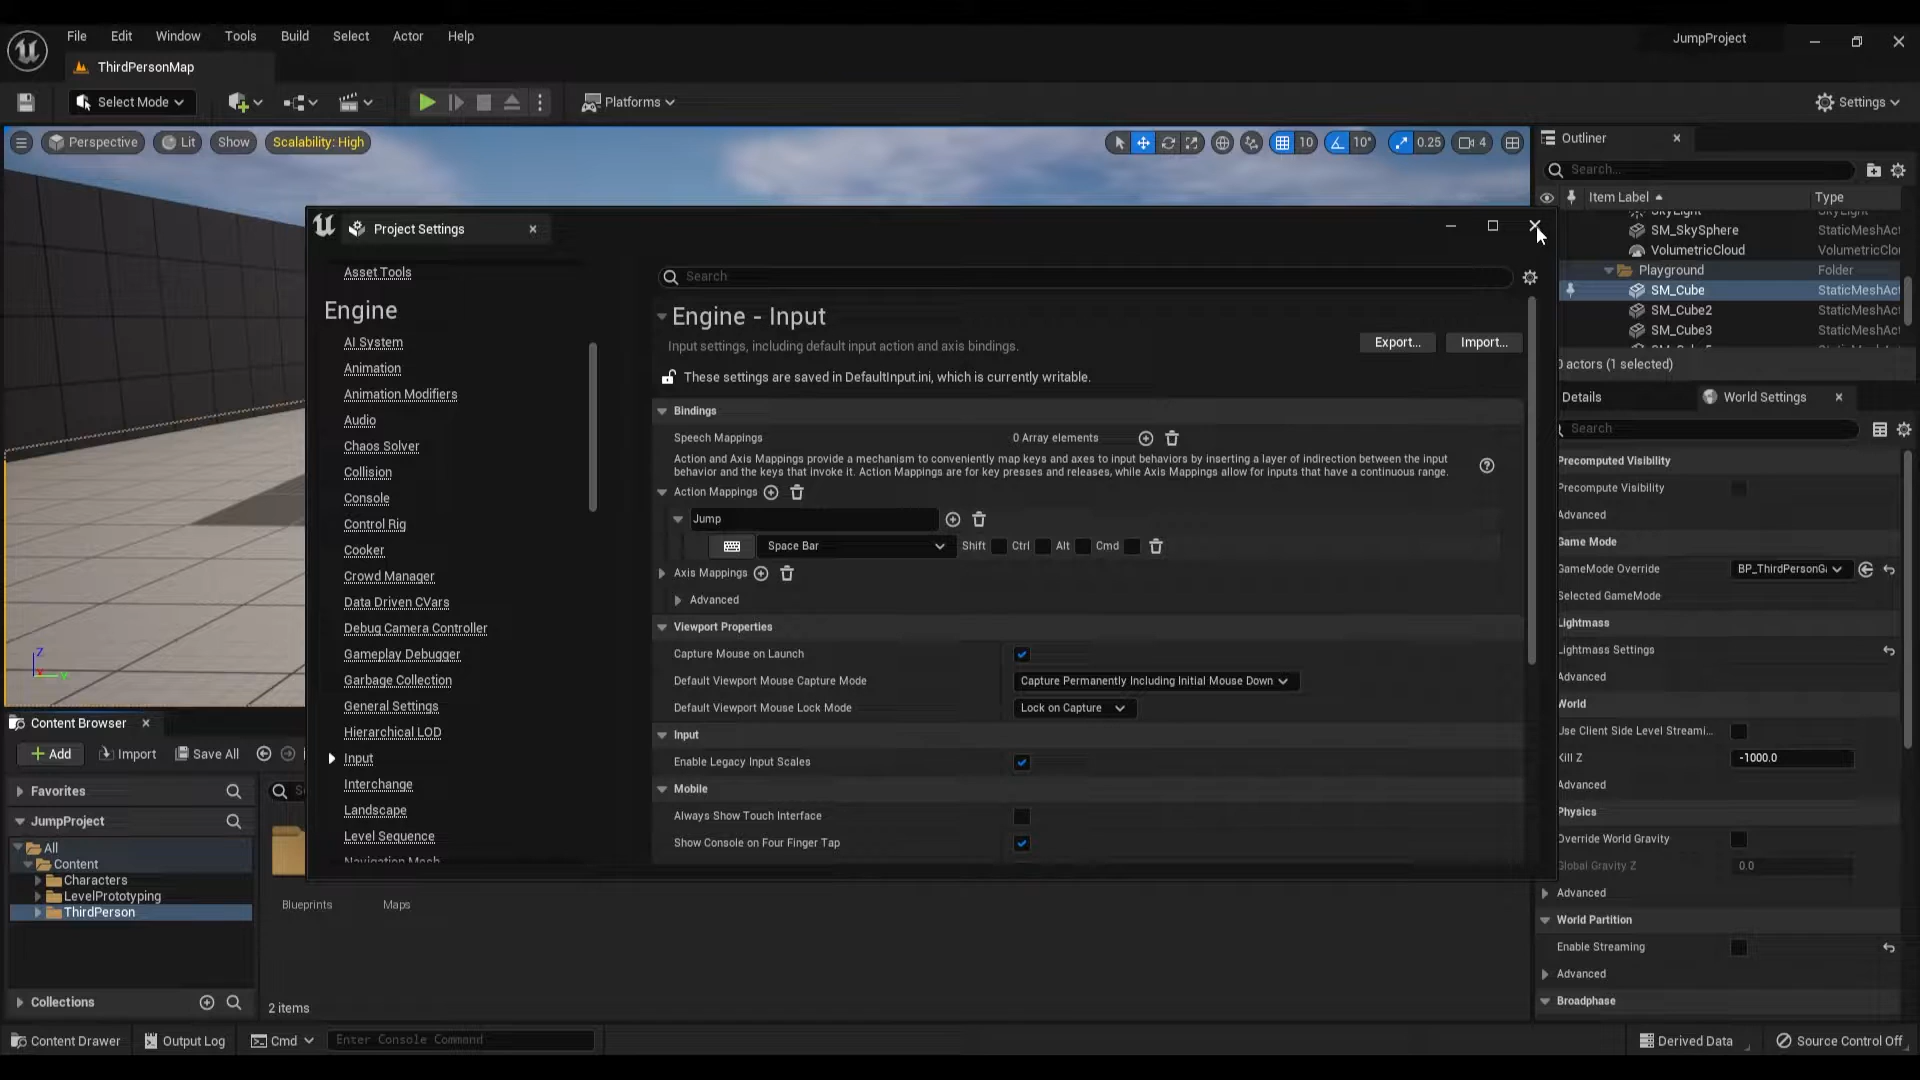 File Edit Window Tools Build Select Actor Help
JumpProject
ThirdPersonMap
Select Mode
Platforms
Settings
Perspective Lit Show Scalability: High
10 10° 0.25 4
Outliner
Search...
Item Label Type
SkyLight SkyLight
SM_SkySphere StaticMeshAct
VolumetricCloud VolumetricClou
Playground Folder
SM_Cube StaticMeshAct
SM_Cube2 StaticMeshAct
SM_Cube3 StaticMeshAct
actors (1 selected)
Details World Settings
Search
Precomputed Visibility
Precompute Visibility
Advanced
Game Mode
GameMode Override BP_ThirdPersonG
Selected GameMode
Lightmass
Lightmass Settings
Advanced
World
Use Client Side Level Streami...
Kill Z -1000.0
Advanced
Physics
Override World Gravity
Global Gravity Z 0.0
Advanced
World Partition
Enable Streaming
Advanced
Broadphase
Project Settings
Asset Tools
Engine
AI System
Animation
Animation Modifiers
Audio
Chaos Solver
Collision
Console
Control Rig
Cooker
Crowd Manager
Data Driven CVars
Debug Camera Controller
Gameplay Debugger
Garbage Collection
General Settings
Hierarchical LOD
Input
Interchange
Landscape
Level Sequence
Navigation Mesh
Search
Engine - Input
Input settings, including default input action and axis bindings.
Export... Import...
These settings are saved in DefaultInput.ini, which is currently writable.
Bindings
Speech Mappings 0 Array elements
Action and Axis Mappings provide a mechanism to conveniently map keys and axes to input behaviors by inserting a layer of indirection between the input
behavior and the keys that invoke it. Action Mappings are for key presses and releases, while Axis Mappings allow for inputs that have a continuous range.
Action Mappings
Jump
Space Bar Shift Ctrl Alt Cmd
Axis Mappings
Advanced
Viewport Properties
Capture Mouse on Launch
Default Viewport Mouse Capture Mode Capture Permanently Including Initial Mouse Down
Default Viewport Mouse Lock Mode Lock on Capture
Input
Enable Legacy Input Scales
Mobile
Always Show Touch Interface
Show Console on Four Finger Tap
Z
Y
Content Browser
Add Import Save All
Favorites
JumpProject
All
Content
Characters
LevelPrototyping
ThirdPerson
Collections
Blueprints Maps
2 items
Content Drawer Output Log Cmd Enter Console Command
Derived Data Source Control Off